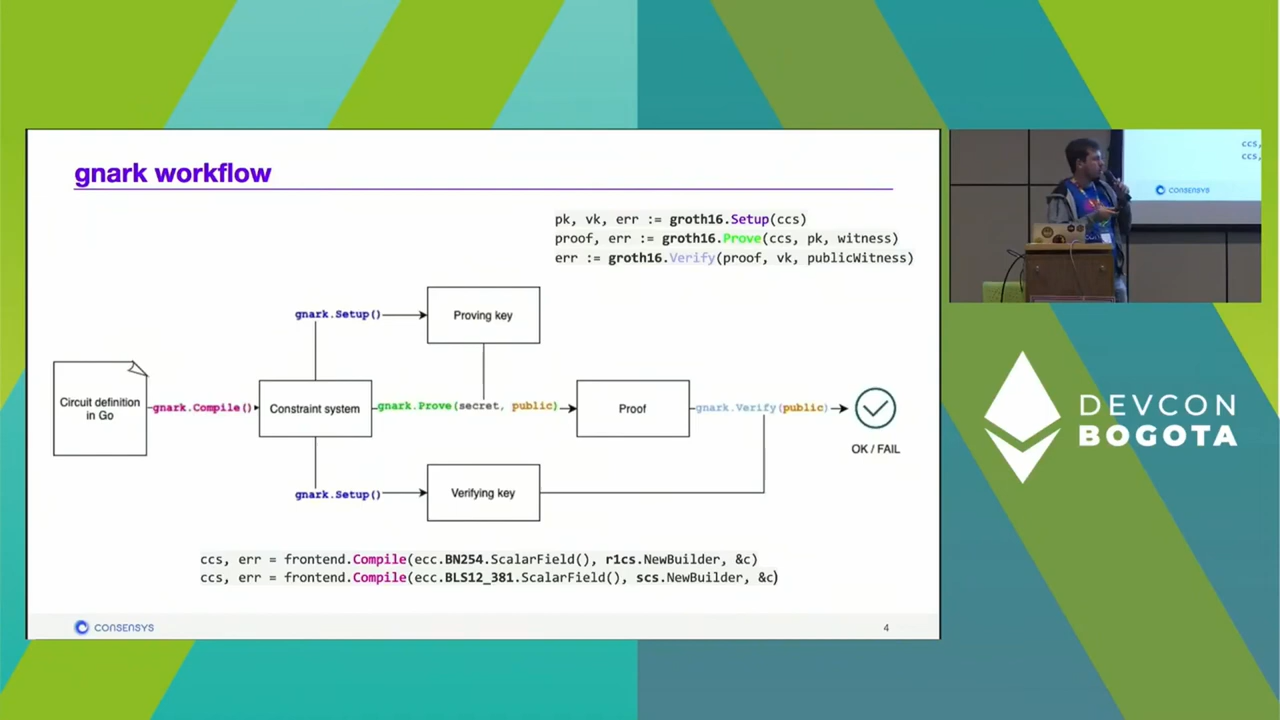 gnark workflow
pk, vk, err := groth16.Setup(ccs)
proof, err := groth16.Prove(ccs, pk, witness)
err := groth16.Verify(proof, vk, publicWitness)
gnark.Setup()
Proving key
Circuit definition
in Go
gnark.Compile()
Constraint system
gnark.Prove(secret, public)
Proof
gnark.Verify(public)
OK / FAIL
gnark.Setup()
Verifying key
ccs, err = frontend.Compile(ecc.BN254.ScalarField(), r1cs.NewBuilder, &c)
ccs, err = frontend.Compile(ecc.BLS12_381.ScalarField(), scs.NewBuilder, &c)
CONSENSYS
4
ccs,
ccs,
CONSENSYS
DEVCON
BOGOTA